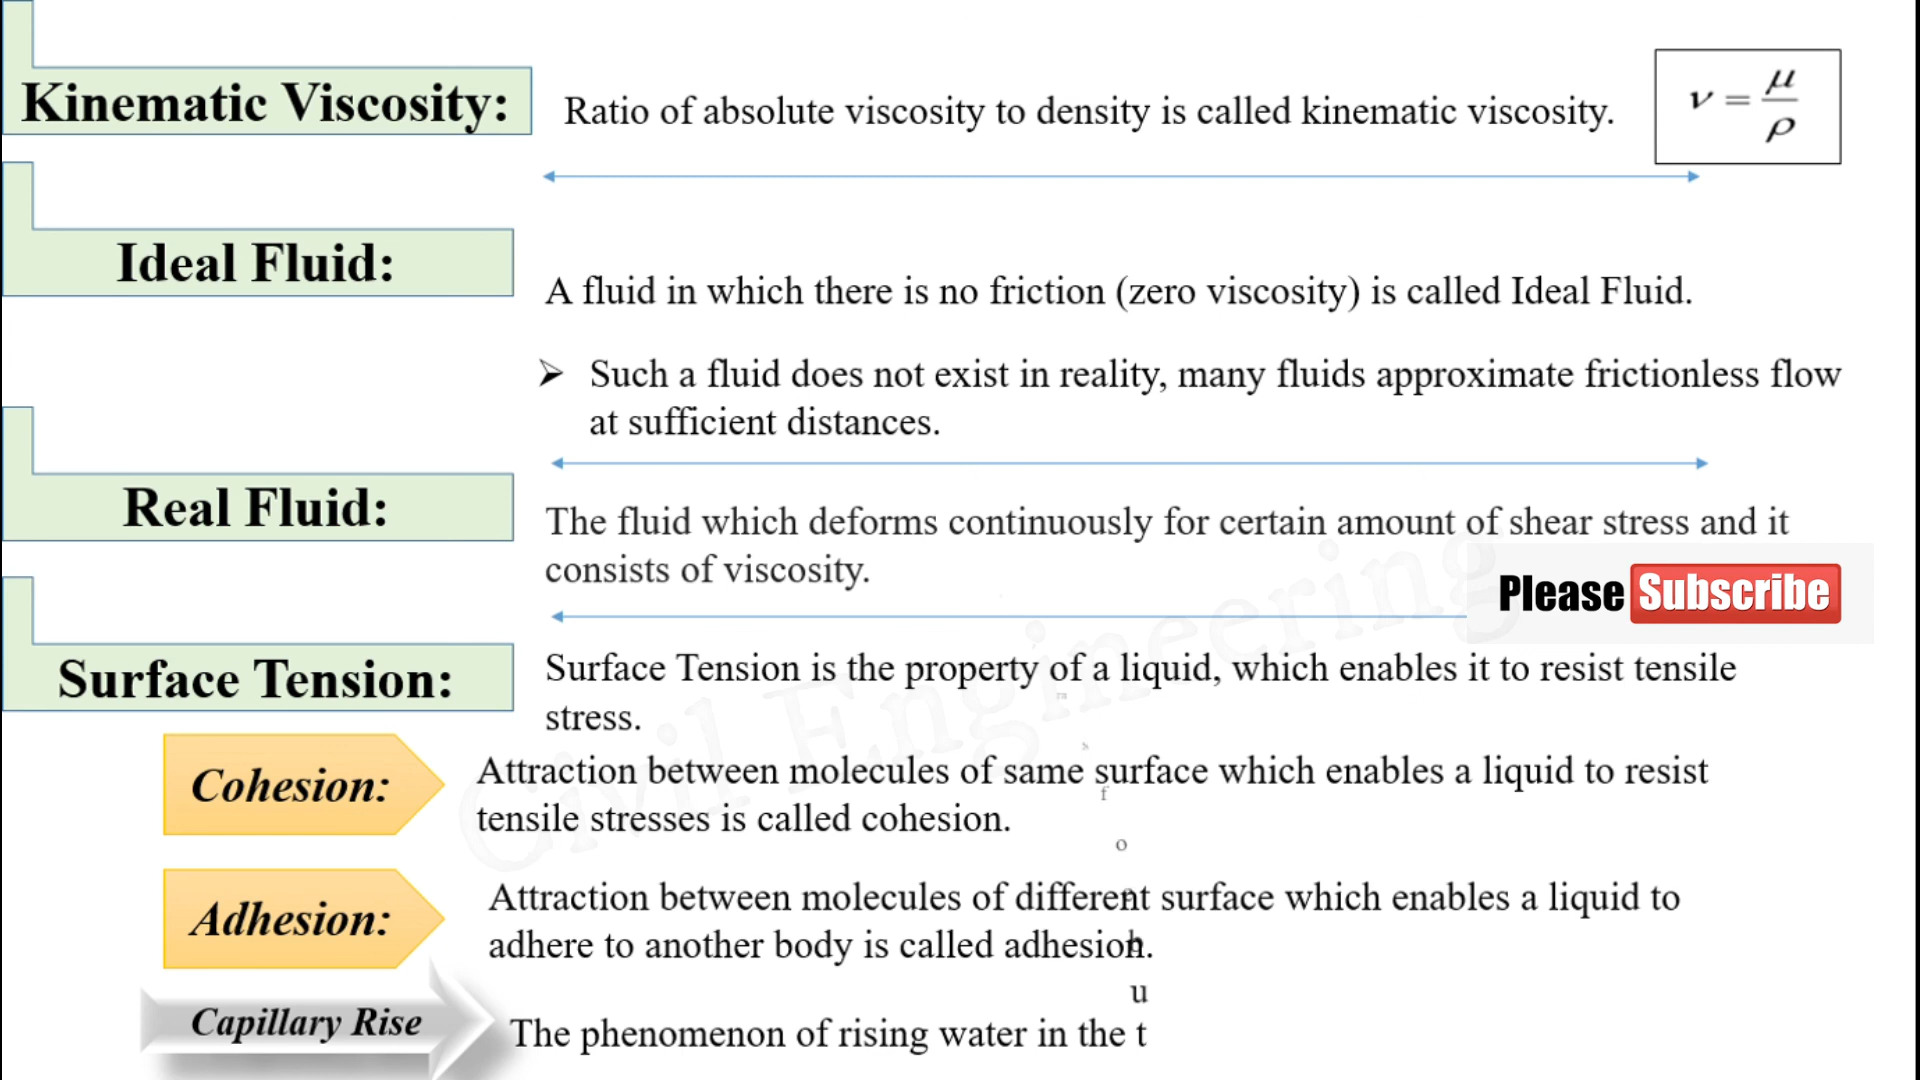 Kinematic Viscosity:
Ratio of absolute viscosity to density is called kinematic viscosity.
ν = μ / ρ
Ideal Fluid:
A fluid in which there is no friction (zero viscosity) is called Ideal Fluid.
➢ Such a fluid does not exist in reality, many fluids approximate frictionless flow
at sufficient distances.
Real Fluid:
The fluid which deforms continuously for certain amount of shear stress and it
consists of viscosity.
Please Subscribe
Surface Tension:
Surface Tension is the property of a liquid, which enables it to resist tensile
stress.
Civil Engineering
Cohesion:
Attraction between molecules of same surface which enables a liquid to resist
tensile stresses is called cohesion.
Adhesion:
Attraction between molecules of different surface which enables a liquid to
adhere to another body is called adhesion.
Capillary Rise
The phenomenon of rising water in the t
u